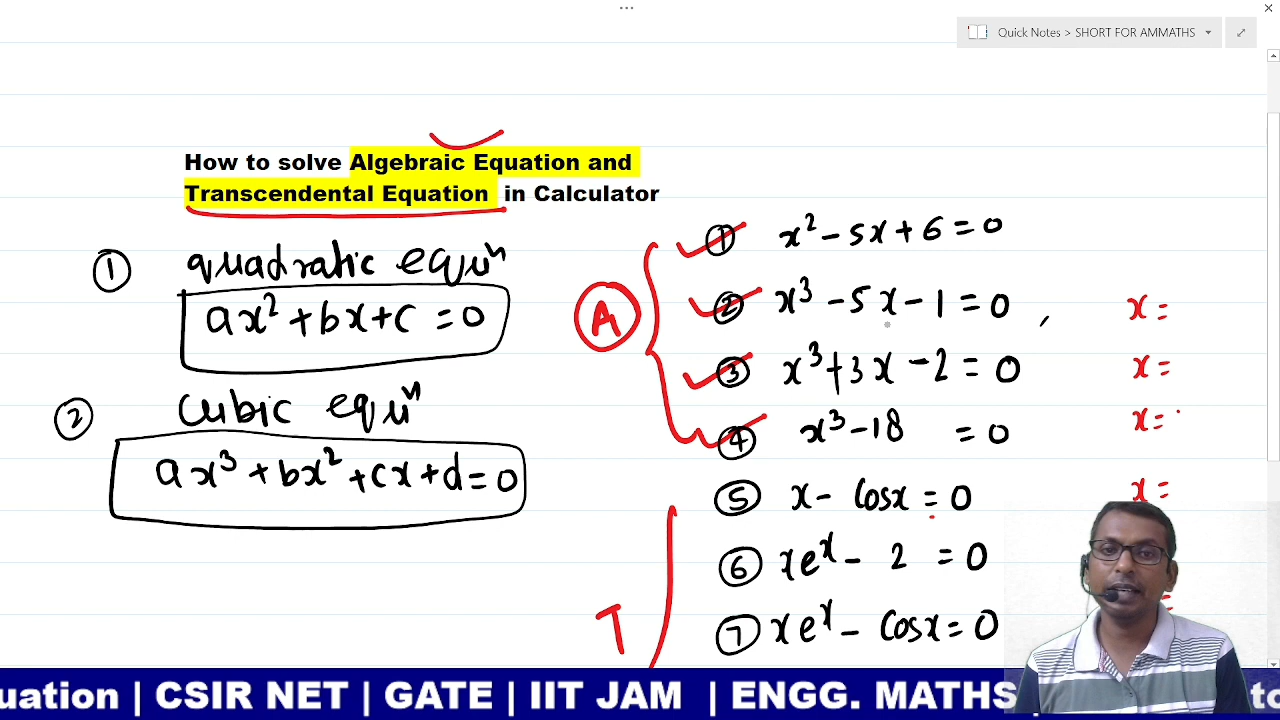 Quick Notes > SHORT FOR AMMATHS
How to solve Algebraic Equation and
Transcendental Equation in Calculator
① quadratic equⁿ
ax² + bx + c = 0
② Cubic equⁿ
ax³ + bx² + cx + d = 0
A
① x² - 5x + 6 = 0
② x³ - 5x - 1 = 0 , x =
③ x³ + 3x - 2 = 0 x =
④ x³ - 18 = 0 x =
T
⑤ x - cosx = 0 x =
⑥ xeˣ - 2 = 0
⑦ xeˣ - cosx = 0
uation | CSIR NET | GATE | IIT JAM | ENGG. MATHS | to